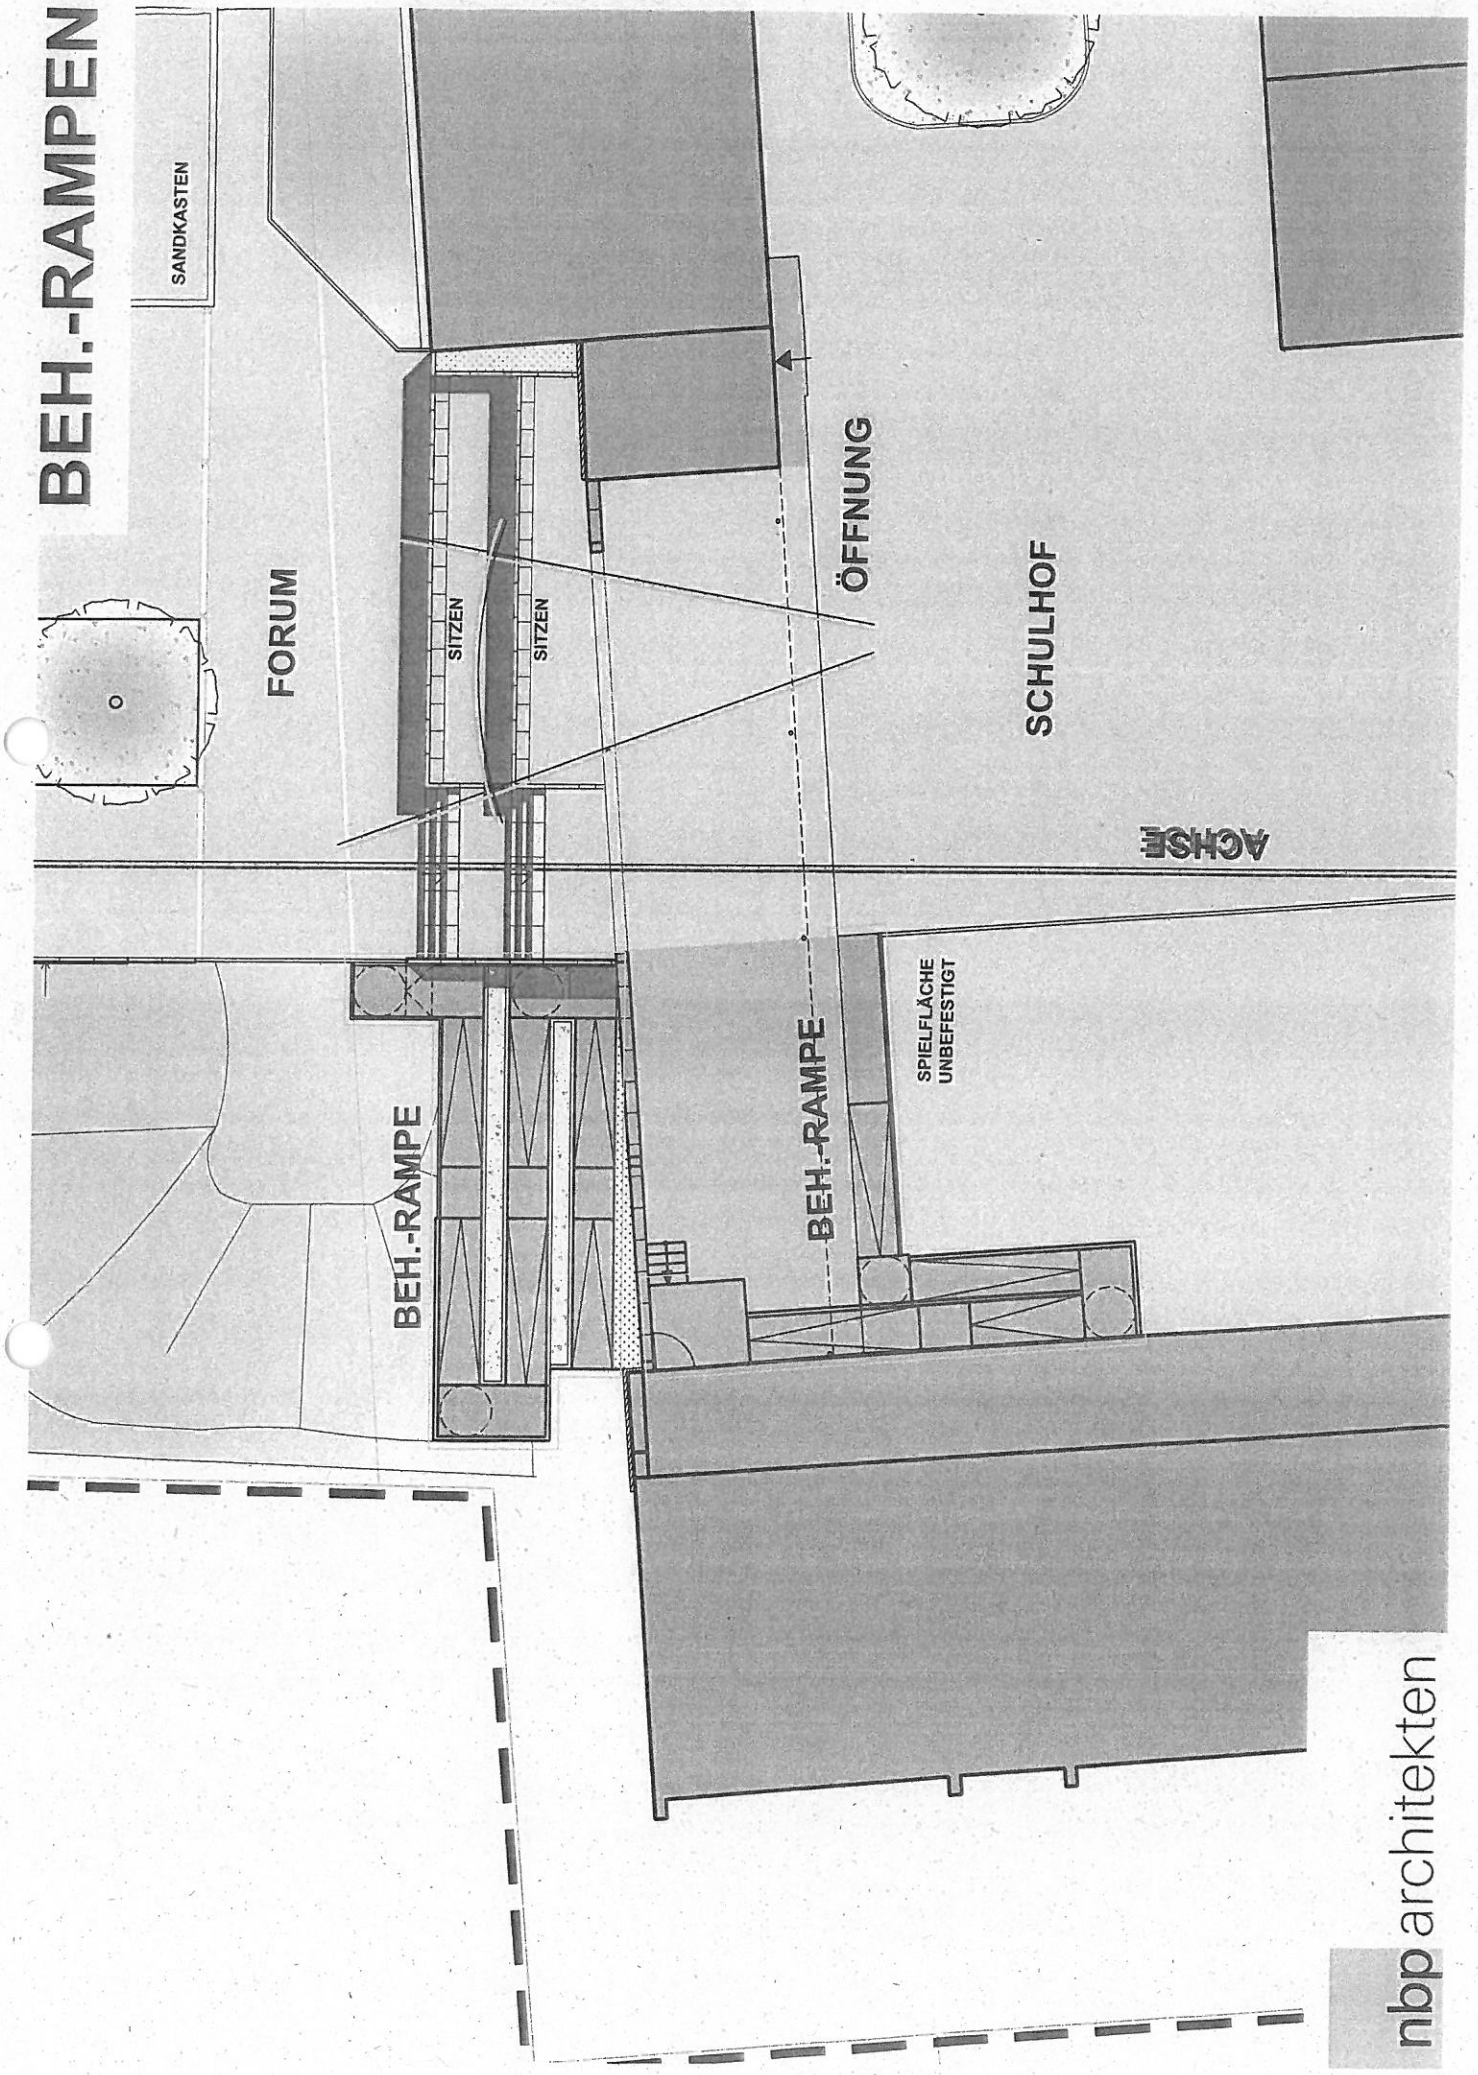 BEH.-RAMPEN
SANDKASTEN
FORUM
SITZEN
SITZEN
ÖFFNUNG
SCHULHOF
ACHSE
BEH.-RAMPE
BEH.-RAMPE
SPIELFLÄCHE
UNBEFESTIGT
nbp architekten